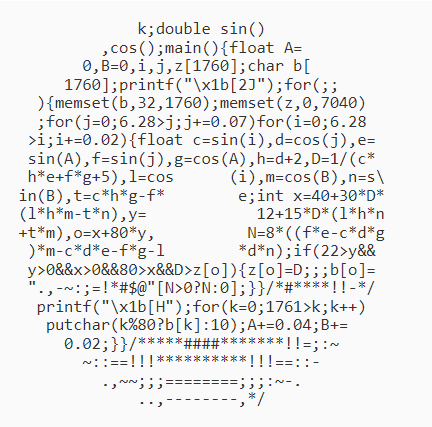 k;double sin()
,cos();main(){float A=
0,B=0,i,j,z[1760];char b[
1760];printf("\x1b[2J");for(;;
){memset(b,32,1760);memset(z,0,7040)
;for(j=0;6.28>j;j+=0.07)for(i=0;6.28
>i;i+=0.02){float c=sin(i),d=cos(j),e=
sin(A),f=sin(j),g=cos(A),h=d+2,D=1/(c*
h*e+f*g+5),l=cos      (i),m=cos(B),n=s\
in(B),t=c*h*g-f*        e;int x=40+30*D*
(l*h*m-t*n),y=            12+15*D*(l*h*n
+t*m),o=x+80*y,          N=8*((f*e-c*d*g
)*m-c*d*e-f*g-l        *d*n);if(22>y&&
y>0&&x>0&&80>x&&D>z[o]){z[o]=D;;;b[o]=
".,-~:;=!*#$@"[N>0?N:0];}}/*#****!!-*/
printf("\x1b[H");for(k=0;1761>k;k++)
putchar(k%80?b[k]:10);A+=0.04;B+=
0.02;}}/*****####*******!!=;:~
~::==!!!**********!!!==::-
.,~~;;;========;;;:~-.
..,--------,*/